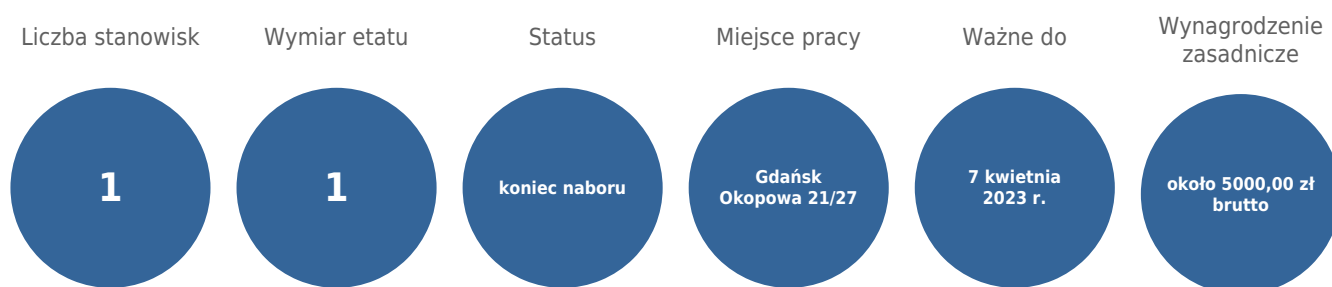 Liczba stanowisk
1
Wymiar etatu
1
Status
koniec naboru
Miejsce pracy
Gdańsk
Okopowa 21/27
Ważne do
7 kwietnia
2023 r.
Wynagrodzenie
zasadnicze
około 5000,00 zł
brutto